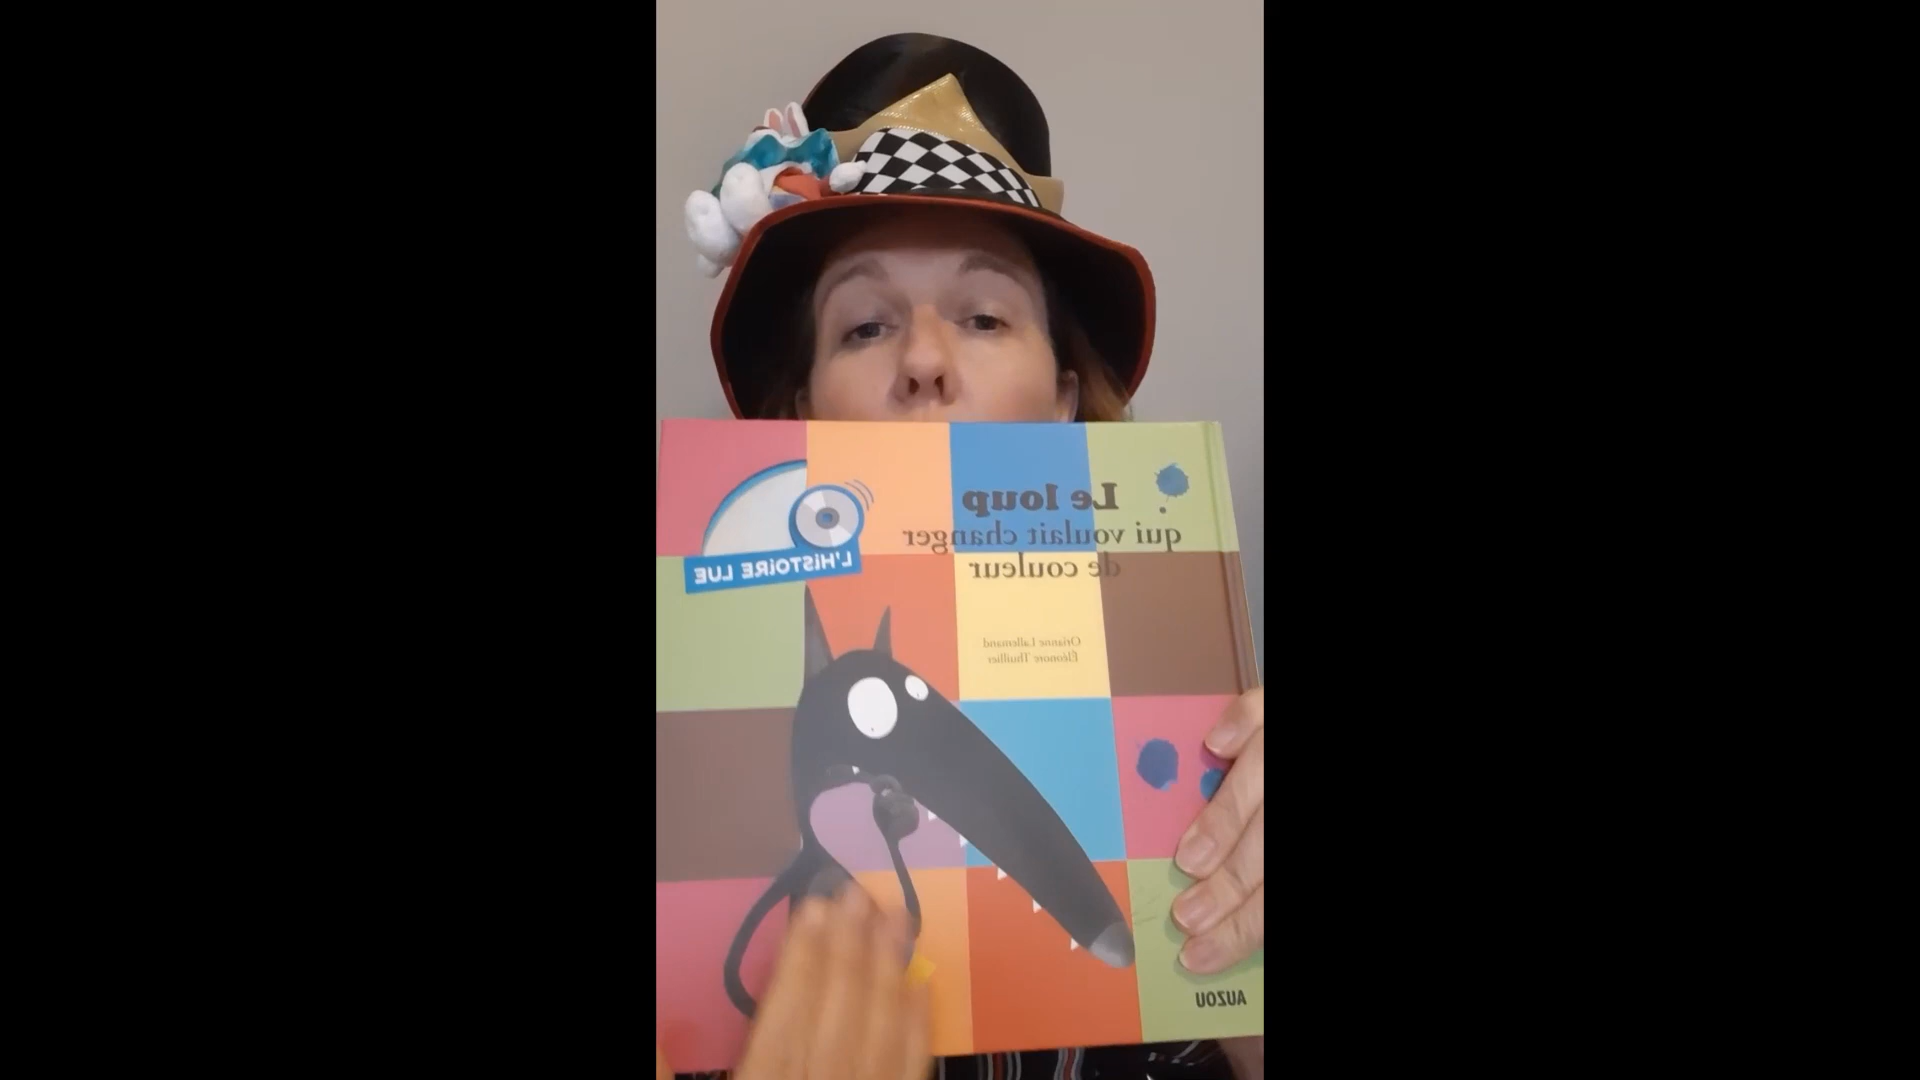 Le loup
qui voulait changer
de couleur
L'HiSTOiRE LUE
Orianne Lallemand
Éléonore Thuillier
AUZOU